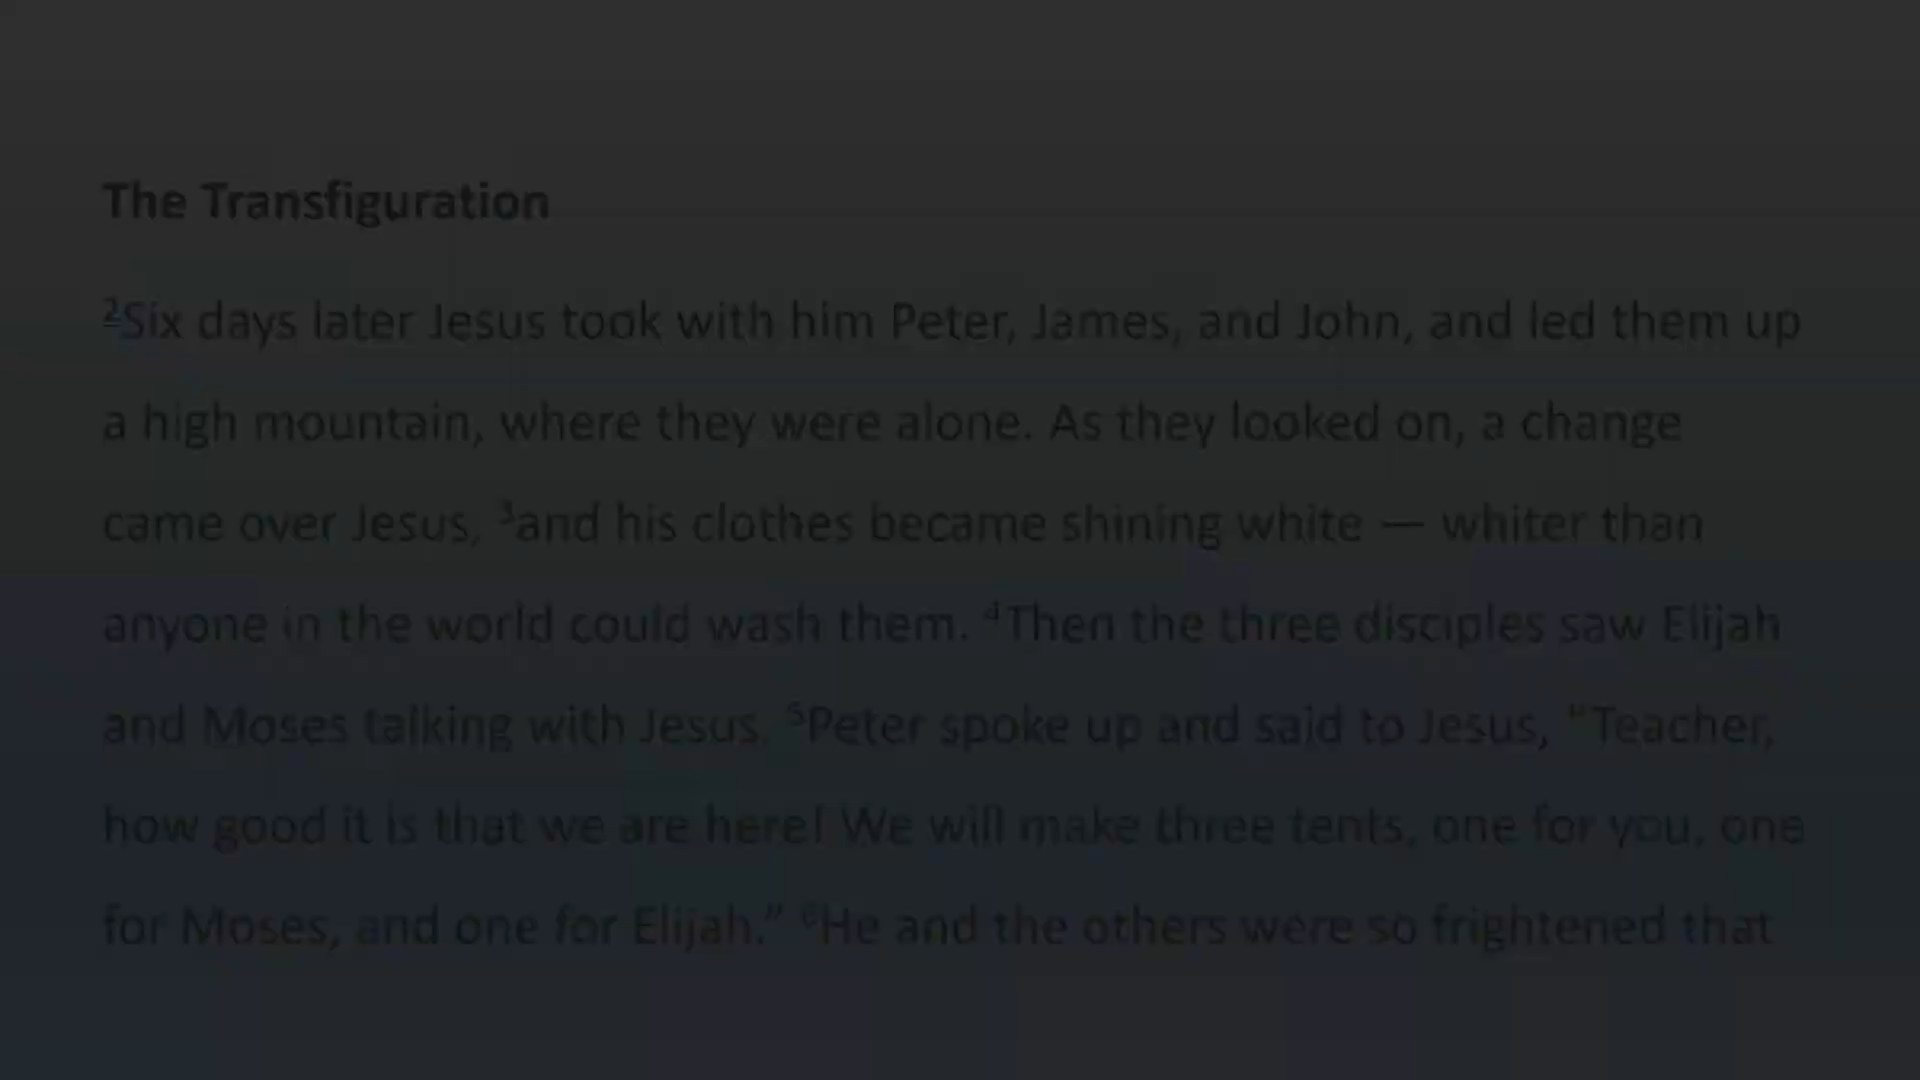 The Transfiguration
²Six days later Jesus took with him Peter, James, and John, and led them up
a high mountain, where they were alone. As they looked on, a change
came over Jesus, ³and his clothes became shining white — whiter than
anyone in the world could wash them. ⁴Then the three disciples saw Elijah
and Moses talking with Jesus. ⁵Peter spoke up and said to Jesus, “Teacher,
how good it is that we are here! We will make three tents, one for you, one
for Moses, and one for Elijah.” ⁶He and the others were so frightened that